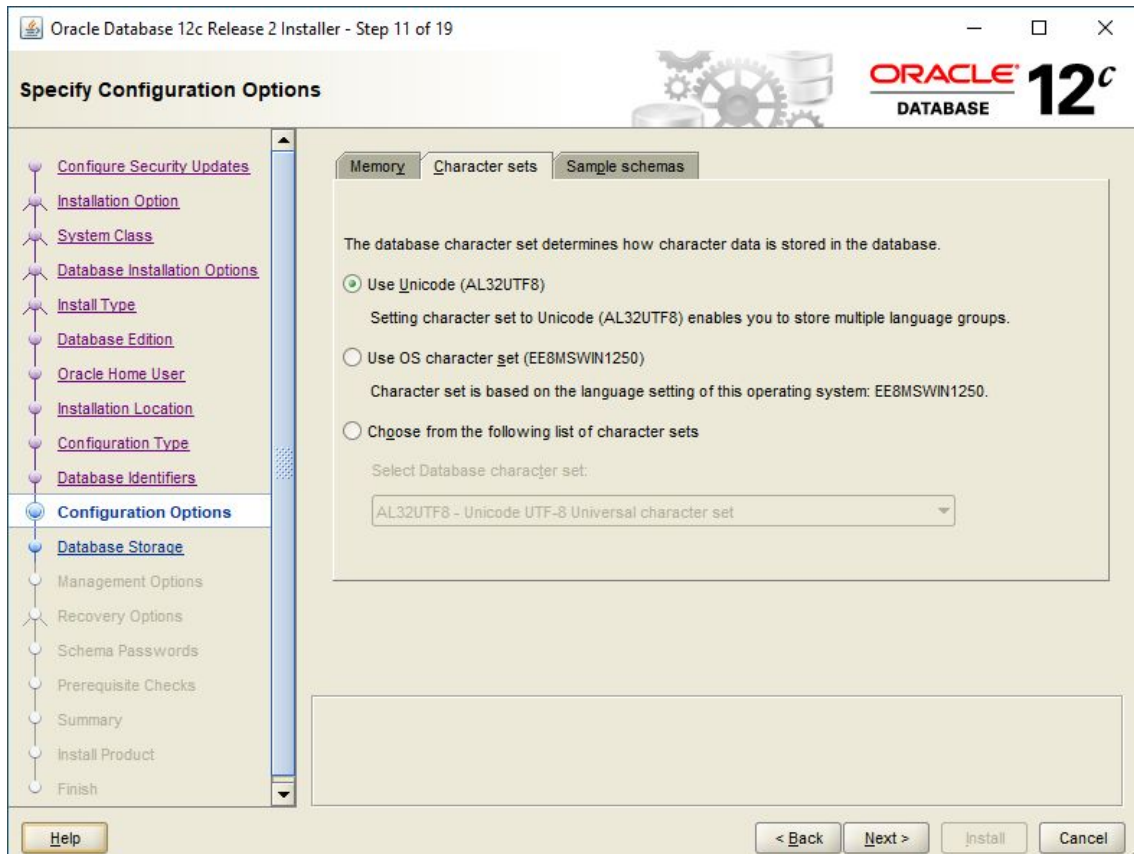 Oracle Database 12c Release 2 Installer - Step 11 of 19
Specify Configuration Options
ORACLE®
DATABASE
12c
Configure Security Updates
Installation Option
System Class
Database Installation Options
Install Type
Database Edition
Oracle Home User
Installation Location
Configuration Type
Database Identifiers
Configuration Options
Database Storage
Management Options
Recovery Options
Schema Passwords
Prerequisite Checks
Summary
Install Product
Finish
Memory Character sets Sample schemas
The database character set determines how character data is stored in the database.
Use Unicode (AL32UTF8)
Setting character set to Unicode (AL32UTF8) enables you to store multiple language groups.
Use OS character set (EE8MSWIN1250)
Character set is based on the language setting of this operating system: EE8MSWIN1250.
Choose from the following list of character sets
Select Database character set:
AL32UTF8 - Unicode UTF-8 Universal character set
Help < Back Next > Install Cancel